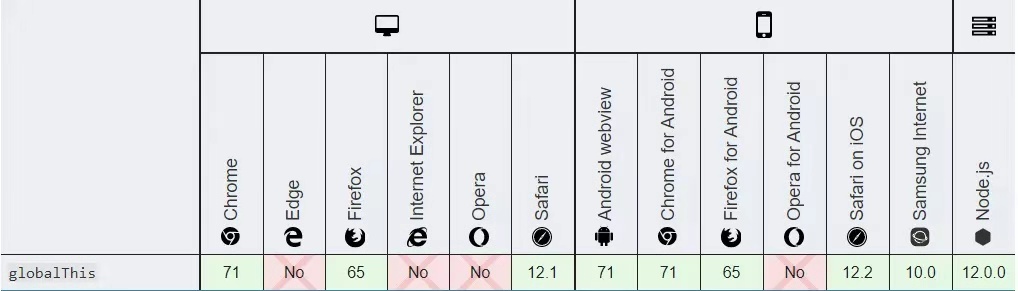 Chrome
Edge
Firefox
Internet Explorer
Opera
Safari
Android webview
Chrome for Android
Firefox for Android
Opera for Android
Safari on iOS
Samsung Internet
Node.js
globalThis 71 No 65 No No 12.1 71 71 65 No 12.2 10.0 12.0.0